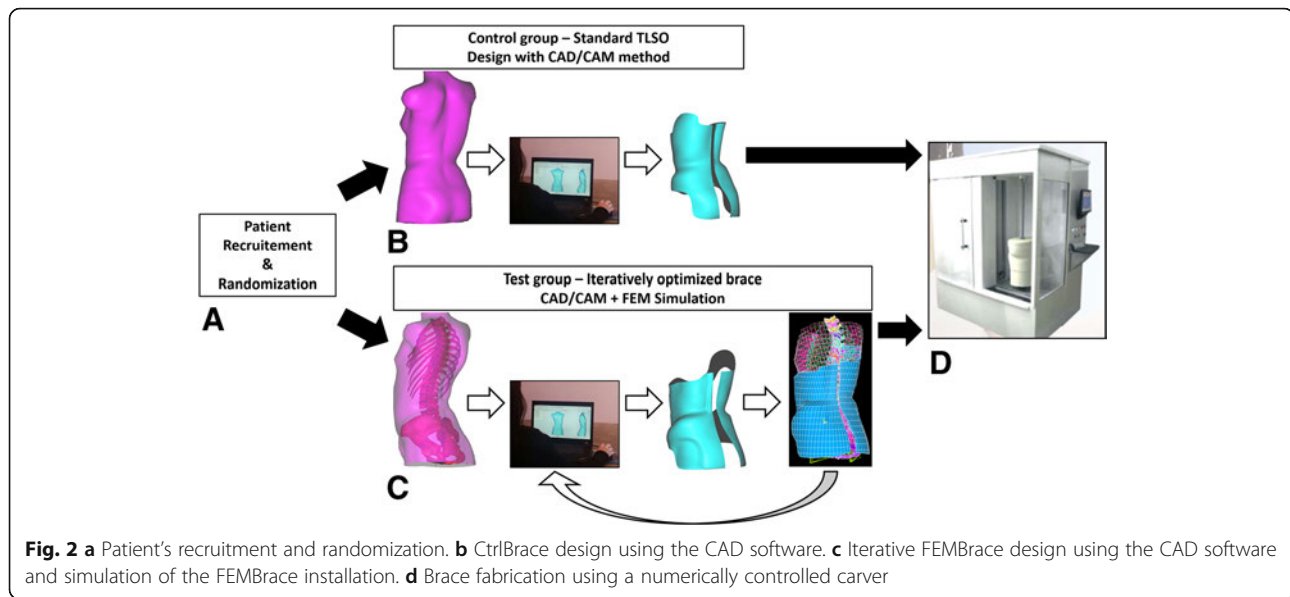 Control group – Standard TLSO
Design with CAD/CAM method
B
Patient
Recruitement
&
Randomization
A
Test group – Iteratively optimized brace
CAD/CAM + FEM Simulation
C
D
Fig. 2 a Patient's recruitment and randomization. b CtrlBrace design using the CAD software. c Iterative FEMBrace design using the CAD software
and simulation of the FEMBrace installation. d Brace fabrication using a numerically controlled carver